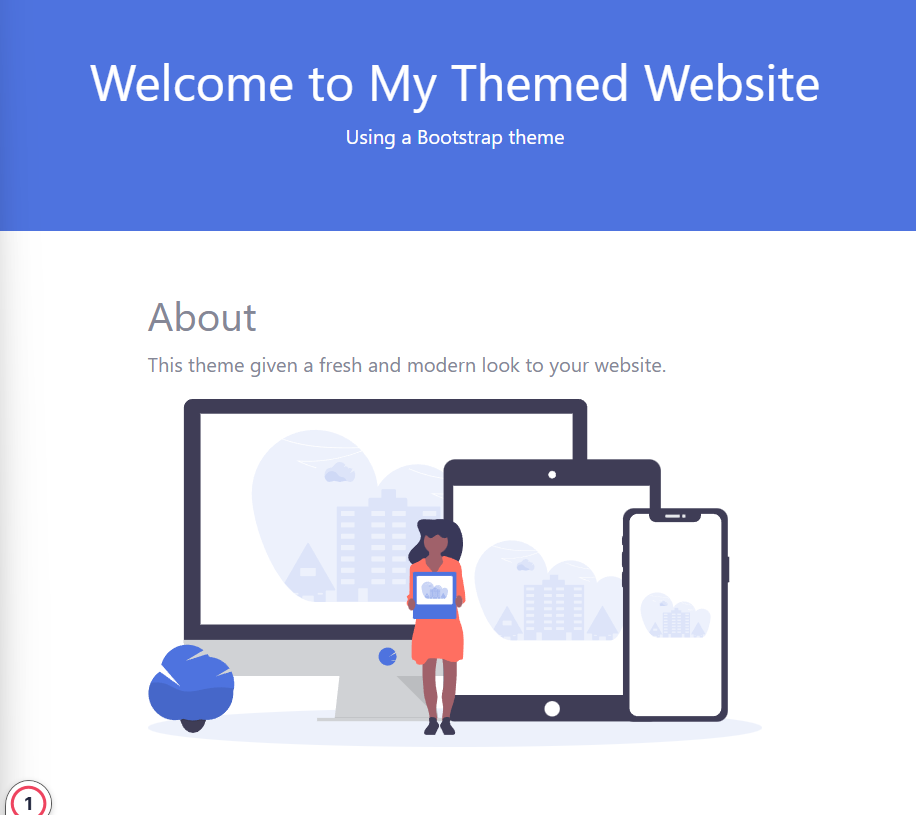 Welcome to My Themed Website
Using a Bootstrap theme
About
This theme given a fresh and modern look to your website.
1